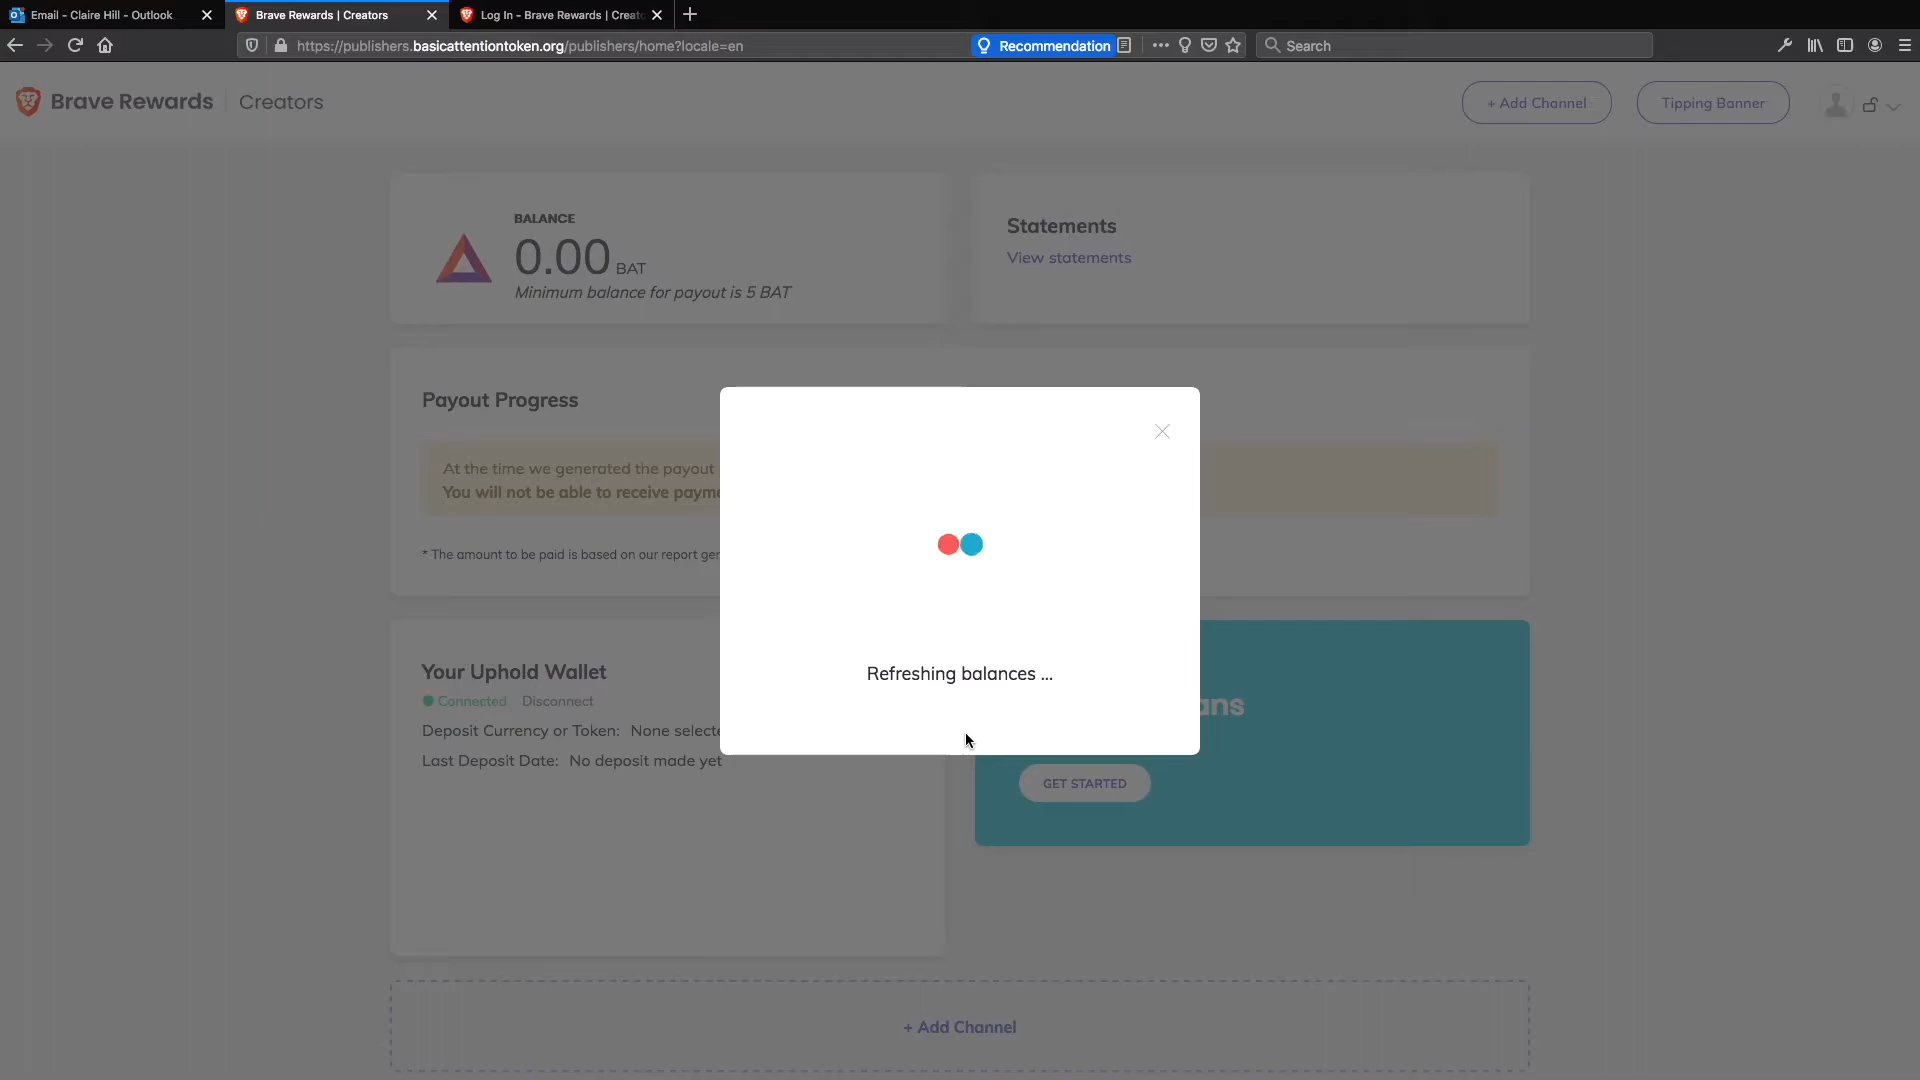 Email - Claire Hill - Outlook
Brave Rewards | Creators
Log In - Brave Rewards | Creato
https://publishers.basicattentiontoken.org/publishers/home?locale=en
Recommendation
Search
Brave Rewards | Creators
+ Add Channel
Tipping Banner
BALANCE
0.00 BAT
Minimum balance for payout is 5 BAT
Statements
View statements
Payout Progress
At the time we generated the payout
You will not be able to receive payme
* The amount to be paid is based on our report ger
Refreshing balances ...
Your Uphold Wallet
Connected Disconnect
Deposit Currency or Token: None selecte
Last Deposit Date: No deposit made yet
ans
GET STARTED
+ Add Channel